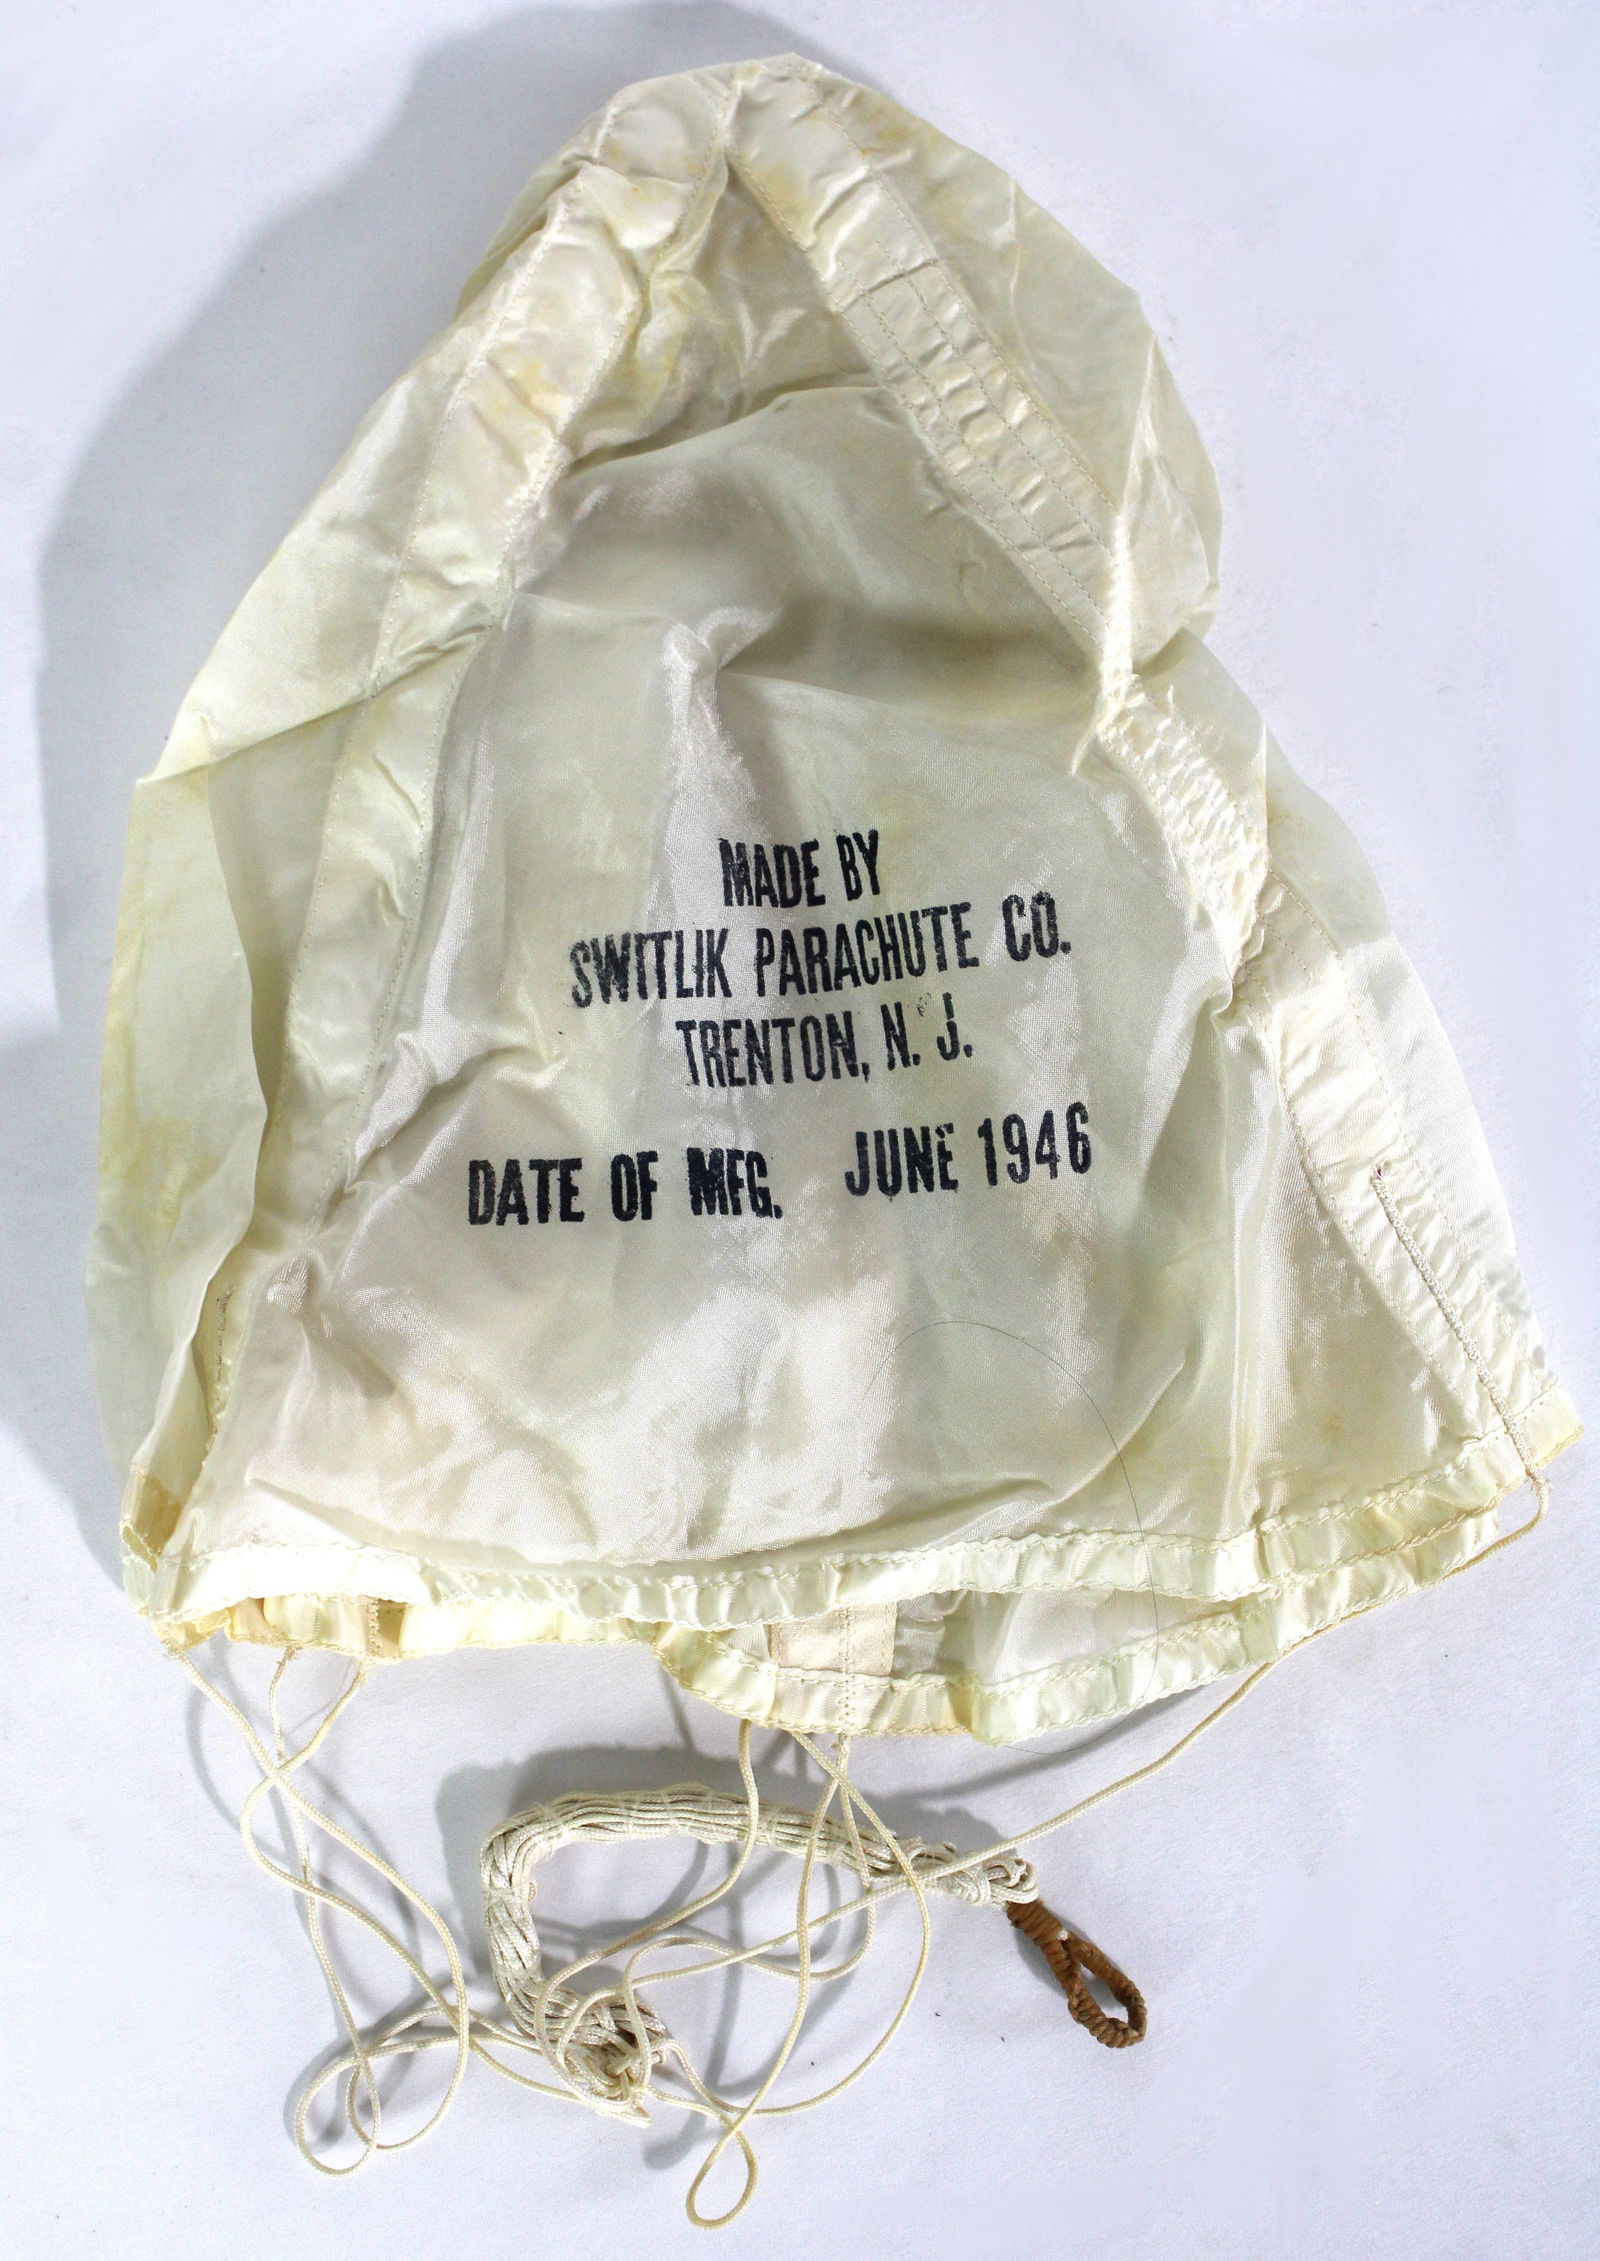 MADE BY
SWITLIK PARACHUTE CO.
TRENTON, N. J.
DATE OF MFG. JUNE 1946